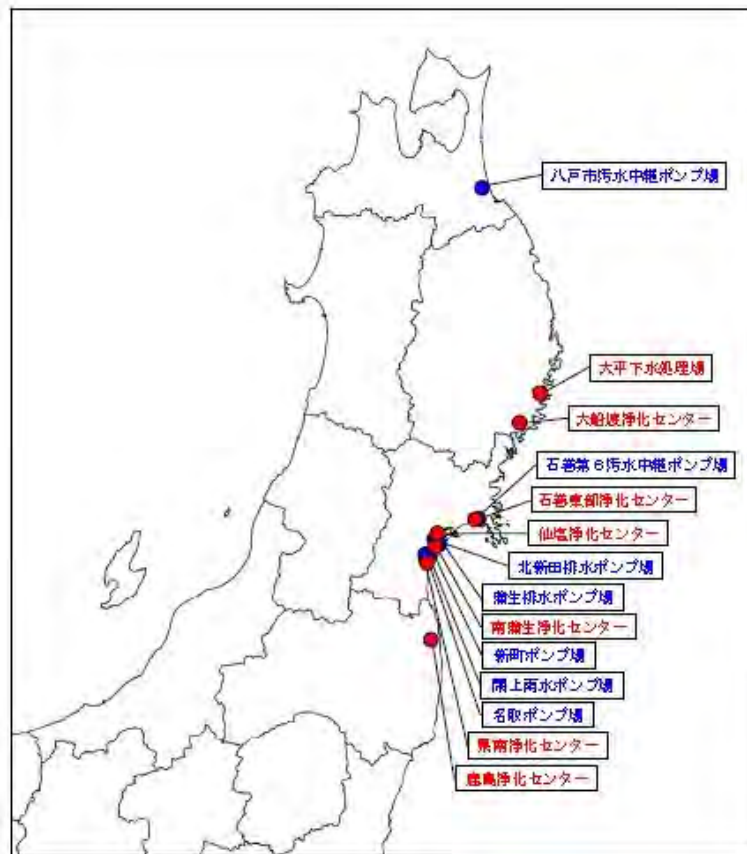 八戸市汚水中継ポンプ場
大平下水処理場
大船渡浄化センター
石巻第6汚水中継ポンプ場
石巻東部浄化センター
仙塩浄化センター
北新田排水ポンプ場
蒲生排水ポンプ場
南蒲生浄化センター
新町ポンプ場
閖上雨水ポンプ場
名取ポンプ場
県南浄化センター
鹿島浄化センター